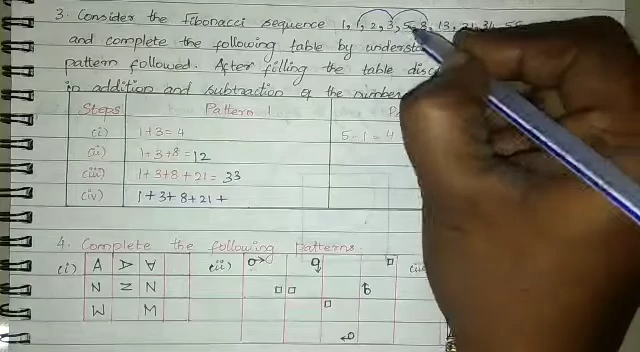 3. Consider the Fibonacci sequence 1, 1, 2, 3, 5, 8, 13, 21, 34, 55
and complete the following table by
pattern followed. After filling the table
in addition and subtraction of the
Steps Pattern 1
(i) 1+3=4 5-1=4
(ii) 1+3+8=12
(iii) 1+3+8+21=33
(iv) 1+3+8+21+
4. Complete the following patterns.
(i) A (ii)
N Z N
W M